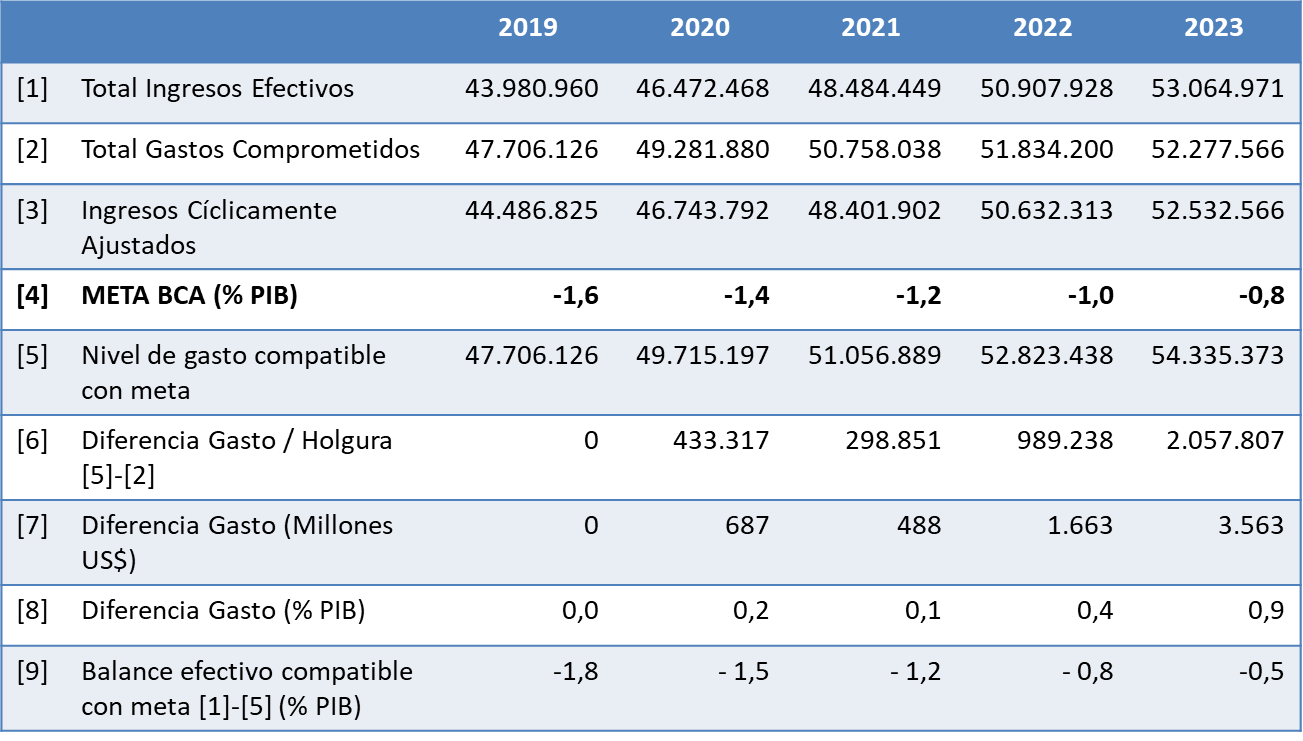 2019 2020 2021 2022 2023
[1] Total Ingresos Efectivos 43.980.960 46.472.468 48.484.449 50.907.928 53.064.971
[2] Total Gastos Comprometidos 47.706.126 49.281.880 50.758.038 51.834.200 52.277.566
[3] Ingresos Cíclicamente 44.486.825 46.743.792 48.401.902 50.632.313 52.532.566
Ajustados
[4] META BCA (% PIB) -1,6 -1,4 -1,2 -1,0 -0,8
[5] Nivel de gasto compatible 47.706.126 49.715.197 51.056.889 52.823.438 54.335.373
con meta
[6] Diferencia Gasto / Holgura 0 433.317 298.851 989.238 2.057.807
[5]-[2]
[7] Diferencia Gasto (Millones 0 687 488 1.663 3.563
US$)
[8] Diferencia Gasto (% PIB) 0,0 0,2 0,1 0,4 0,9
[9] Balance efectivo compatible -1,8 - 1,5 - 1,2 - 0,8 -0,5
con meta [1]-[5] (% PIB)